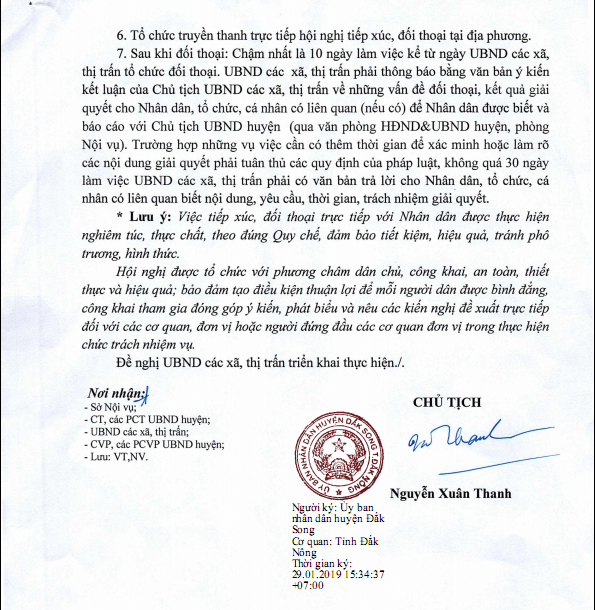 6. Tổ chức truyền thanh trực tiếp hội nghị tiếp xúc, đối thoại tại địa phương.
7. Sau khi đối thoại: Chậm nhất là 10 ngày làm việc kể từ ngày UBND các xã,
thị trấn tổ chức đối thoại. UBND các xã, thị trấn phải thông báo bằng văn bản ý kiến
kết luận của Chủ tịch UBND các xã, thị trấn về những vấn đề đối thoại, kết quả giải
quyết cho Nhân dân, tổ chức, cá nhân có liên quan (nếu có) để Nhân dân được biết và
báo cáo với Chủ tịch UBND huyện (qua văn phòng HĐND&UBND huyện, phòng
Nội vụ). Trường hợp những vụ việc cần có thêm thời gian để xác minh hoặc làm rõ
các nội dung giải quyết phải tuân thủ các quy định của pháp luật, không quá 30 ngày
làm việc UBND các xã, thị trấn phải có văn bản trả lời cho Nhân dân, tổ chức, cá
nhân có liên quan biết nội dung, yêu cầu, thời gian, trách nhiệm giải quyết.
* Lưu ý: Việc tiếp xúc, đối thoại trực tiếp với Nhân dân được thực hiện
nghiêm túc, thực chất, theo đúng Quy chế, đảm bảo tiết kiệm, hiệu quả, tránh phô
trương, hình thức.
Hội nghị được tổ chức với phương châm dân chủ, công khai, an toàn, thiết
thực và hiệu quả; bảo đảm tạo điều kiện thuận lợi để mỗi người dân được bình đẳng,
công khai tham gia đóng góp ý kiến, phát biểu và nêu các kiến nghị đề xuất trực tiếp
đối với các cơ quan, đơn vị hoặc người đứng đầu các cơ quan đơn vị trong thực hiện
chức trách nhiệm vụ.
Đề nghị UBND các xã, thị trấn triển khai thực hiện./.
Nơi nhận:
- Sở Nội vụ;
- CT, các PCT UBND huyện;
- UBND các xã, thị trấn;
- CVP, các PCVP UBND huyện;
- Lưu: VT,NV.
CHỦ TỊCH
ỦY BAN NHÂN DÂN HUYỆN ĐẮK SONG T.ĐẮK NÔNG
Thanh
Nguyễn Xuân Thanh
Người ký: Ủy ban
nhân dân huyện Đắk
Song
Cơ quan: Tỉnh Đắk
Nông
Thời gian ký:
29.01.2019 15:34:37
+07:00